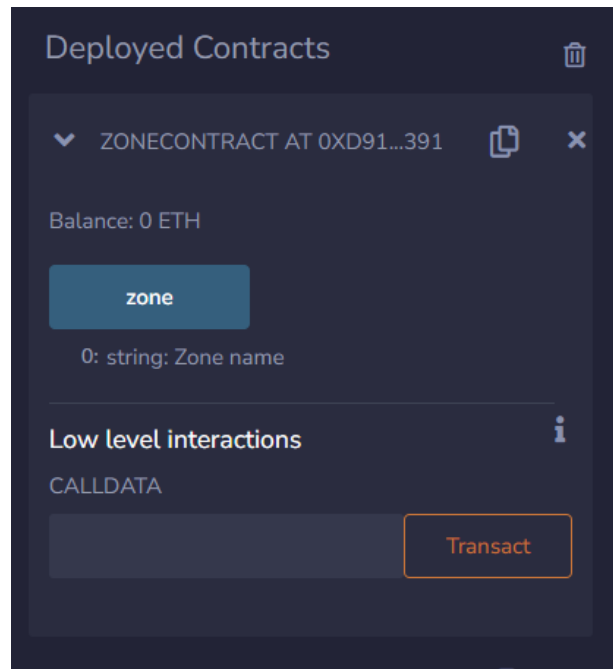 Deployed Contracts
ZONECONTRACT AT 0XD91...391
Balance: 0 ETH
zone
0: string: Zone name
Low level interactions
CALLDATA
Transact